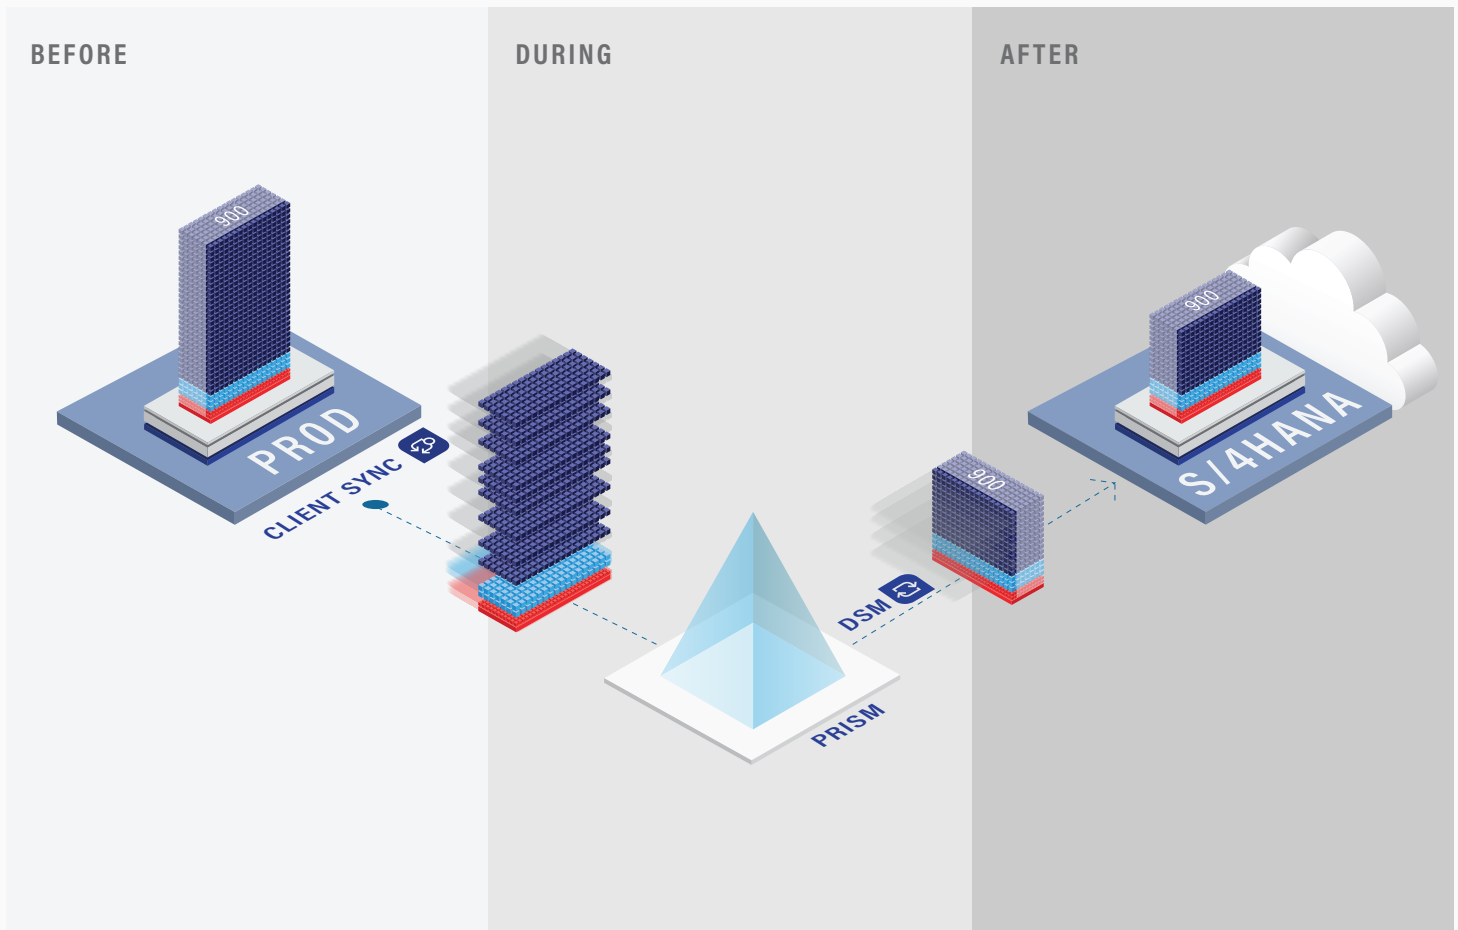 BEFORE
DURING
AFTER
900
PROD
CLIENT SYNC
PRISM
DSM
900
900
S/4HANA